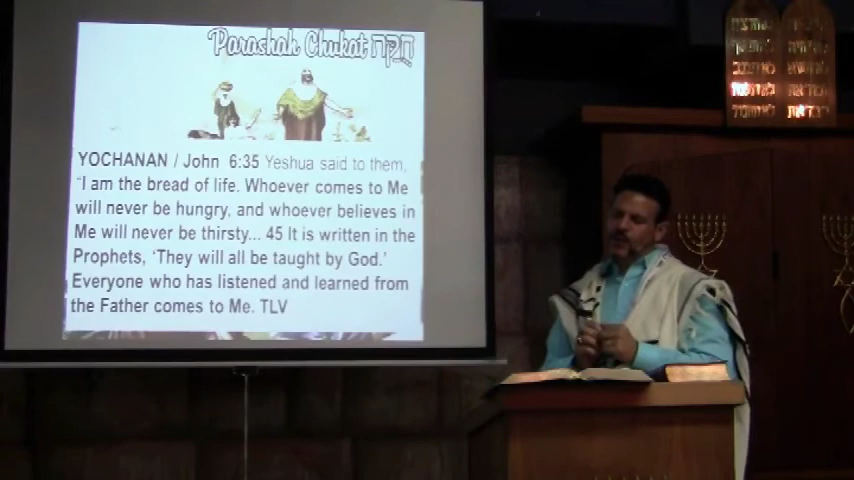 Parashah Chukat חֻקַּת
YOCHANAN / John 6:35 Yeshua said to them,
"I am the bread of life. Whoever comes to Me
will never be hungry, and whoever believes in
Me will never be thirsty... 45 It is written in the
Prophets, 'They will all be taught by God.'
Everyone who has listened and learned from
the Father comes to Me. TLV